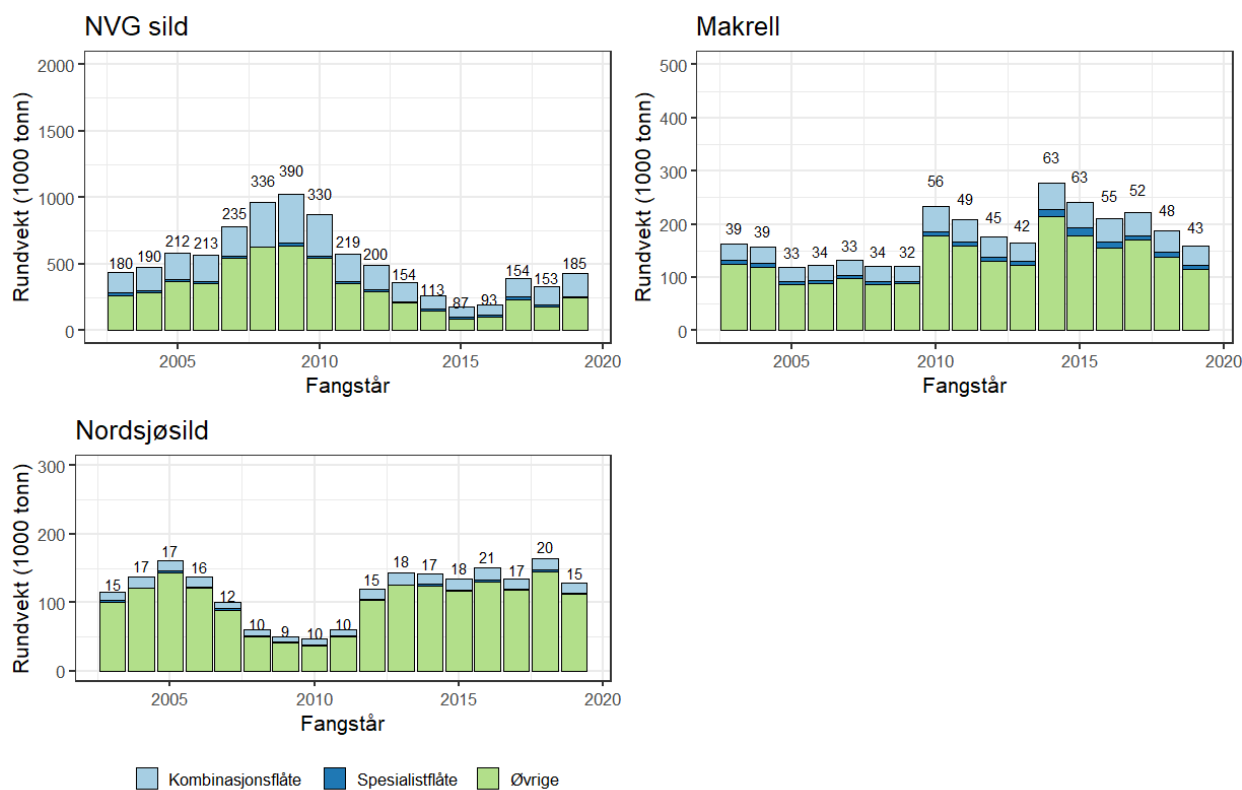 NVG sild
Rundvekt (1000 tonn)
2000
1500
1000
500
0
180 190 212 213 235 336 390 330 219 200 154 113 87 93 154 153 185
2005 2010 2015 2020
Fangstår
Makrell
Rundvekt (1000 tonn)
500
400
300
200
100
0
39 39 33 34 33 34 32 56 49 45 42 63 63 55 52 48 43
2005 2010 2015 2020
Fangstår
Nordsjøsild
Rundvekt (1000 tonn)
300
200
100
0
15 17 17 16 12 10 9 10 10 15 18 17 18 21 17 20 15
2005 2010 2015 2020
Fangstår
Kombinasjonsflåte Spesialistflåte Øvrige